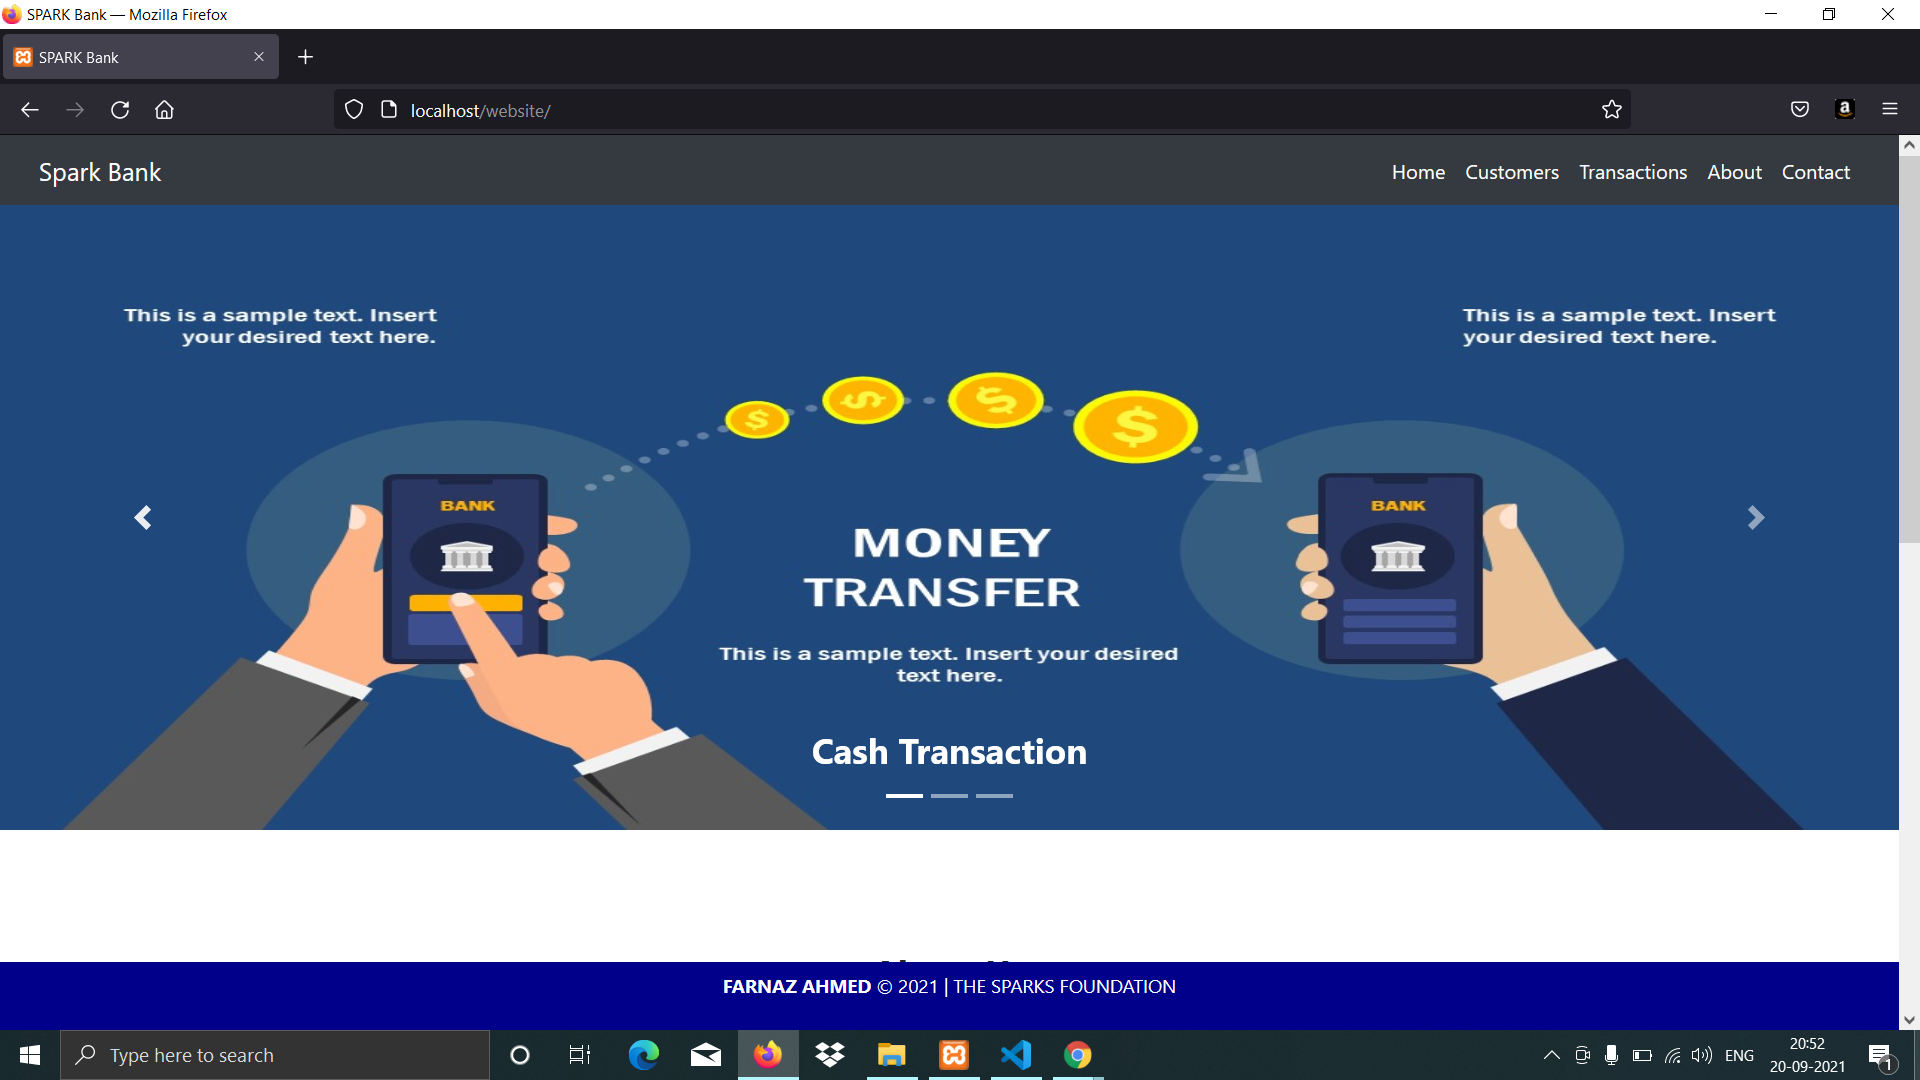 SPARK Bank — Mozilla Firefox
SPARK Bank
localhost/website/
Spark Bank
Home Customers Transactions About Contact
This is a sample text. Insert
your desired text here.
This is a sample text. Insert
your desired text here.
$ $ $ $
BANK
BANK
MONEY
TRANSFER
This is a sample text. Insert your desired
text here.
Cash Transaction
FARNAZ AHMED © 2021 | THE SPARKS FOUNDATION
Type here to search
ENG
20:52
20-09-2021
1